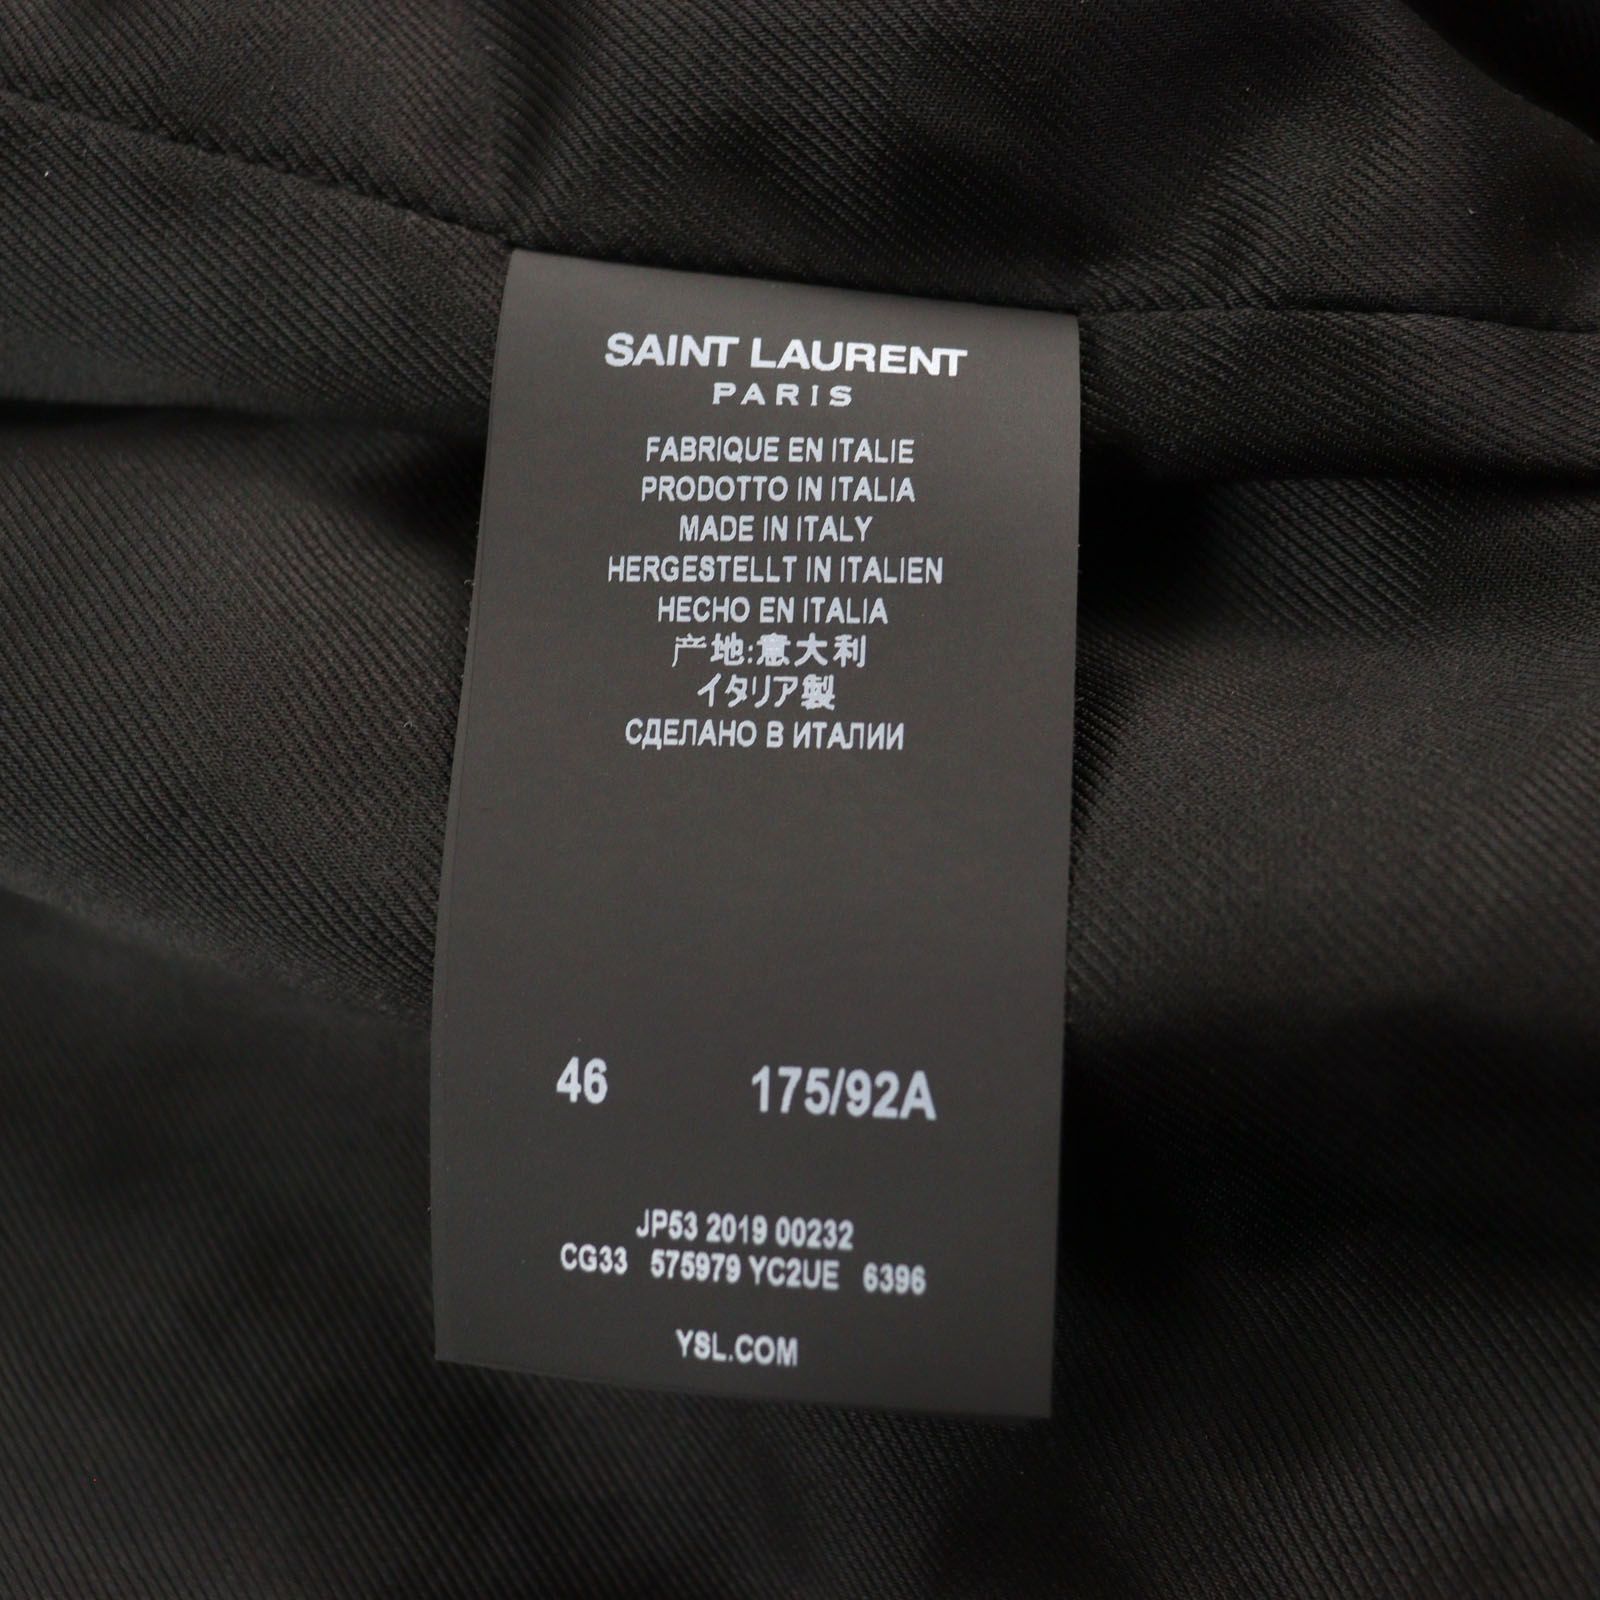 SAINT LAURENT
PARIS
FABRIQUE EN ITALIE
PRODOTTO IN ITALIA
MADE IN ITALY
HERGESTELLT IN ITALIEN
HECHO EN ITALIA
产地:意大利
イタリア製
СДЕЛАНО В ИТАЛИИ
46 175/92A
JP53 2019 00232
CG33 575979 YC2UE 6396
YSL.COM